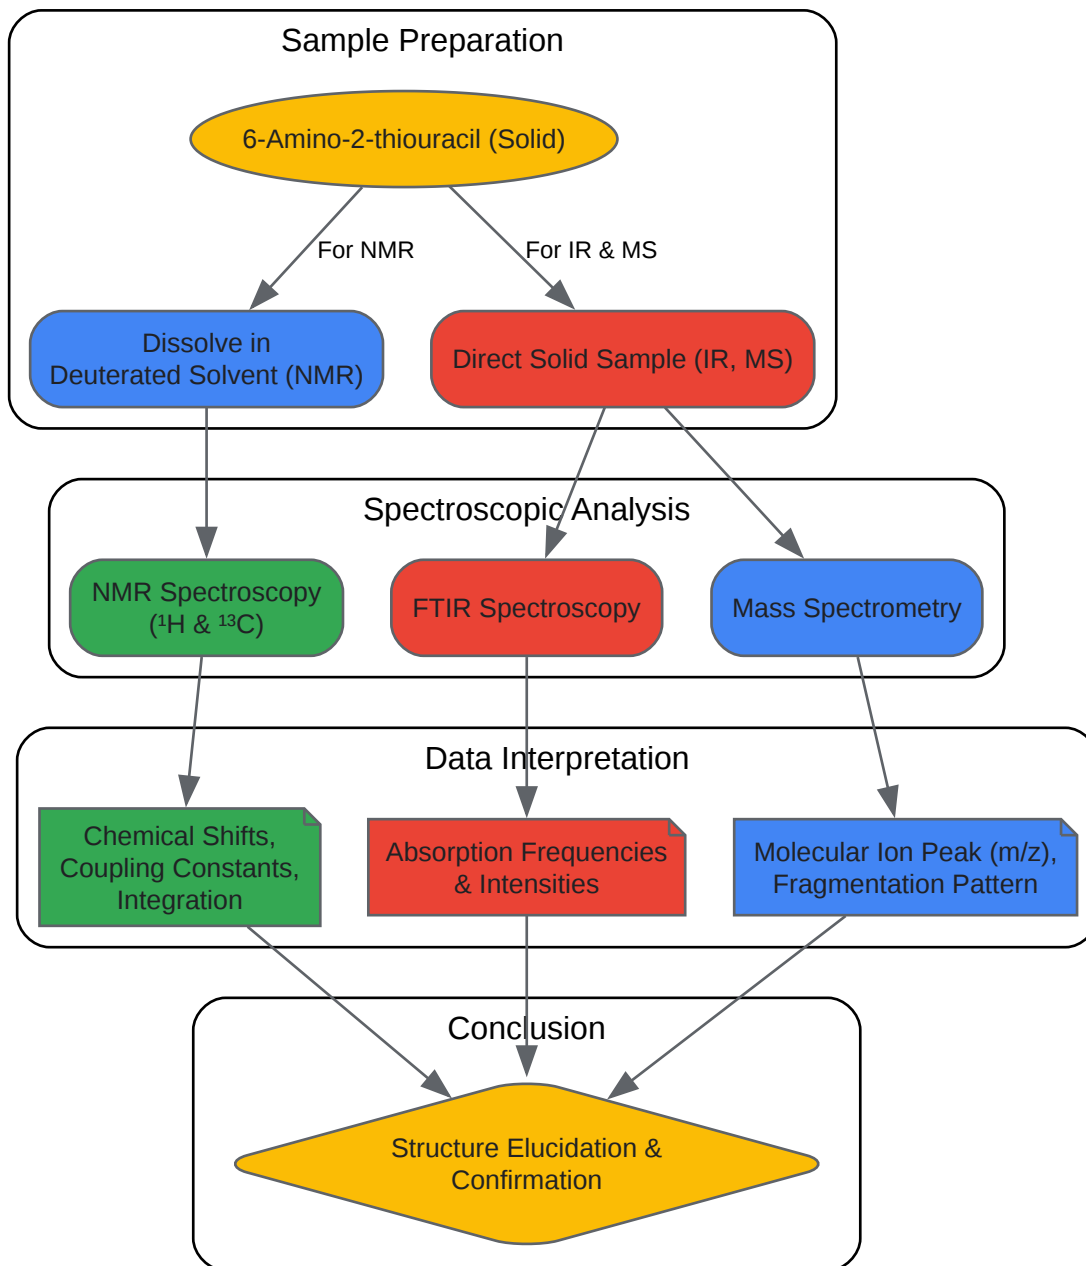 Sample Preparation
6-Amino-2-thiouracil (Solid)
For NMR
For IR & MS
Dissolve in
Deuterated Solvent (NMR)
Direct Solid Sample (IR, MS)
Spectroscopic Analysis
NMR Spectroscopy
(¹H & ¹³C)
FTIR Spectroscopy
Mass Spectrometry
Data Interpretation
Chemical Shifts,
Coupling Constants,
Integration
Absorption Frequencies
& Intensities
Molecular Ion Peak (m/z),
Fragmentation Pattern
Conclusion
Structure Elucidation &
Confirmation